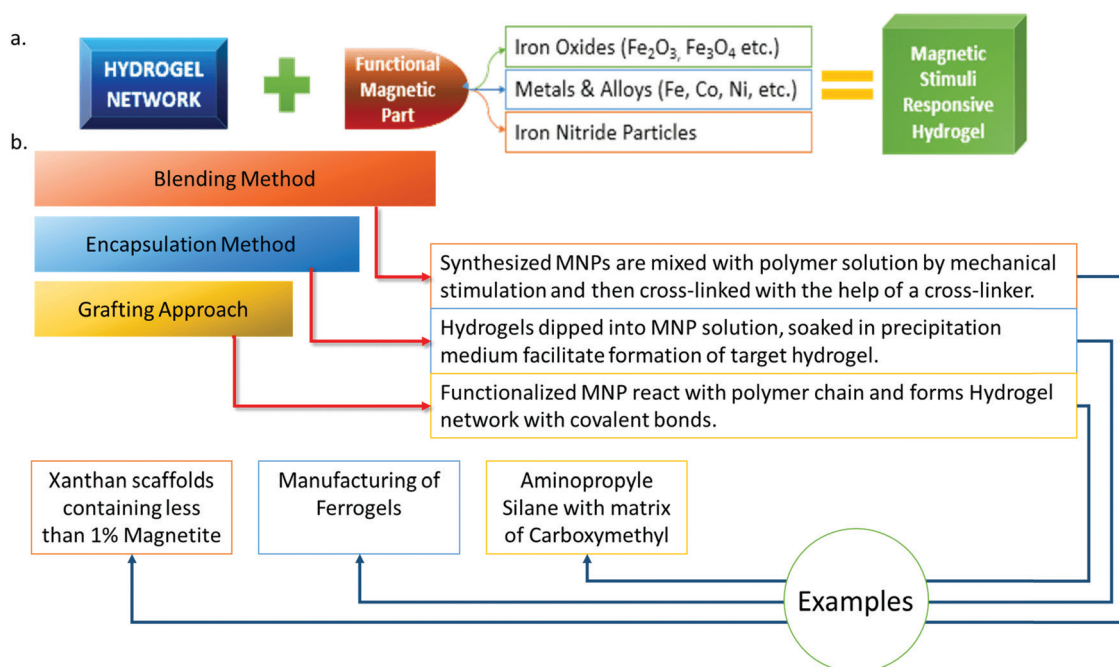 a.
HYDROGEL
NETWORK
Functional
Magnetic
Part
Iron Oxides (Fe₂O₃, Fe₃O₄ etc.)
Metals & Alloys (Fe, Co, Ni, etc.)
Iron Nitride Particles
Magnetic
Stimuli
Responsive
Hydrogel
b.
Blending Method
Encapsulation Method
Grafting Approach
Synthesized MNPs are mixed with polymer solution by mechanical
stimulation and then cross-linked with the help of a cross-linker.
Hydrogels dipped into MNP solution, soaked in precipitation
medium facilitate formation of target hydrogel.
Functionalized MNP react with polymer chain and forms Hydrogel
network with covalent bonds.
Xanthan scaffolds
containing less
than 1% Magnetite
Manufacturing of
Ferrogels
Aminopropyle
Silane with matrix
of Carboxymethyl
Examples